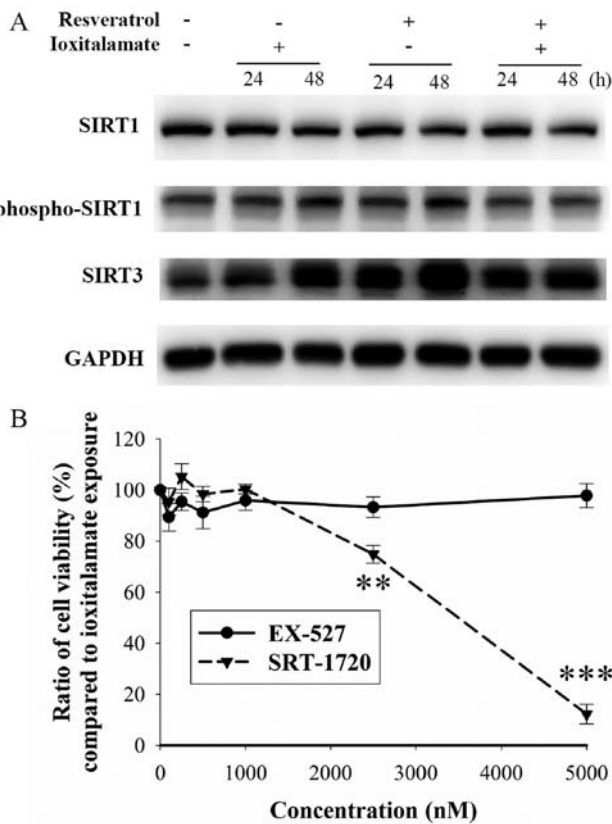 A
Resveratrol - - + +
Ioxitalamate - + - +
24 48 24 48 24 48 (h)
SIRT1
phospho-SIRT1
SIRT3
GAPDH
B
Ratio of cell viability (%)
compared to ioxitalamate exposure
120
100
80
60
40
20
0
**
***
EX-527
SRT-1720
0 1000 2000 3000 4000 5000
Concentration (nM)